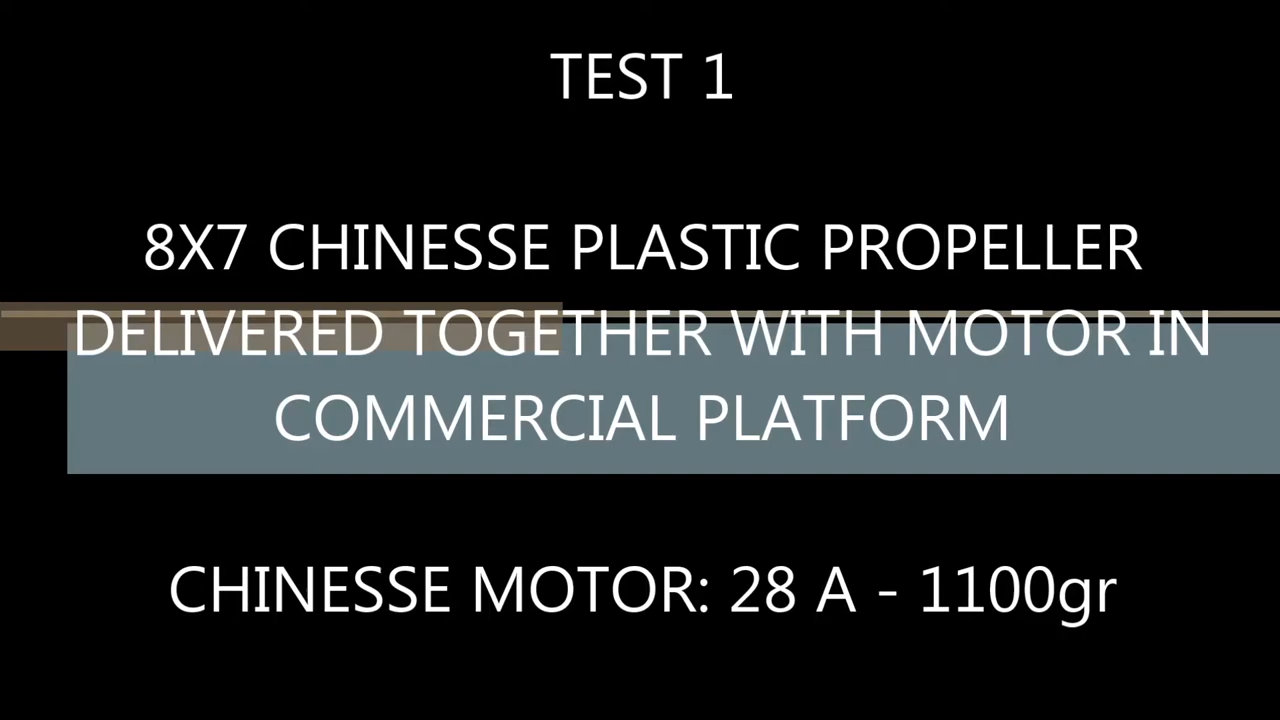 TEST 1
8X7 CHINESSE PLASTIC PROPELLER
DELIVERED TOGETHER WITH MOTOR IN
COMMERCIAL PLATFORM
CHINESSE MOTOR: 28 A - 1100gr